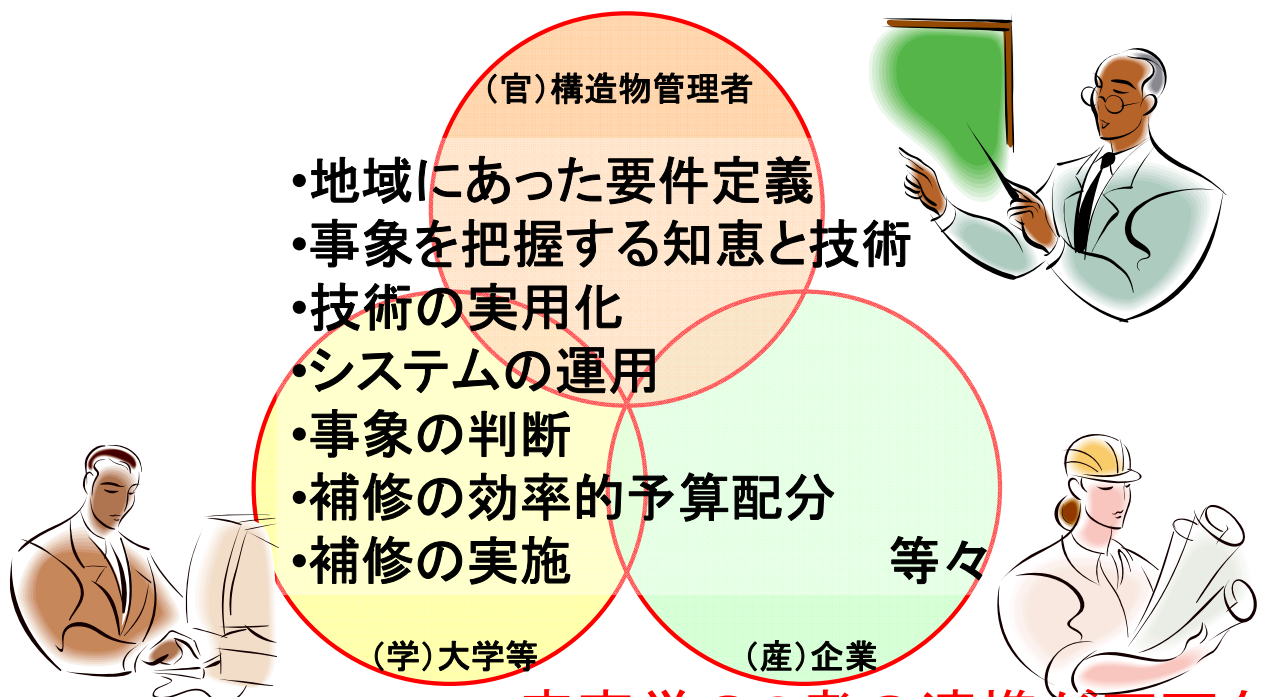 （官）構造物管理者
・地域にあった要件定義
・事象を把握する知恵と技術
・技術の実用化
・システムの運用
・事象の判断
・補修の効率的予算配分
・補修の実施
等々
（学）大学等
（産）企業